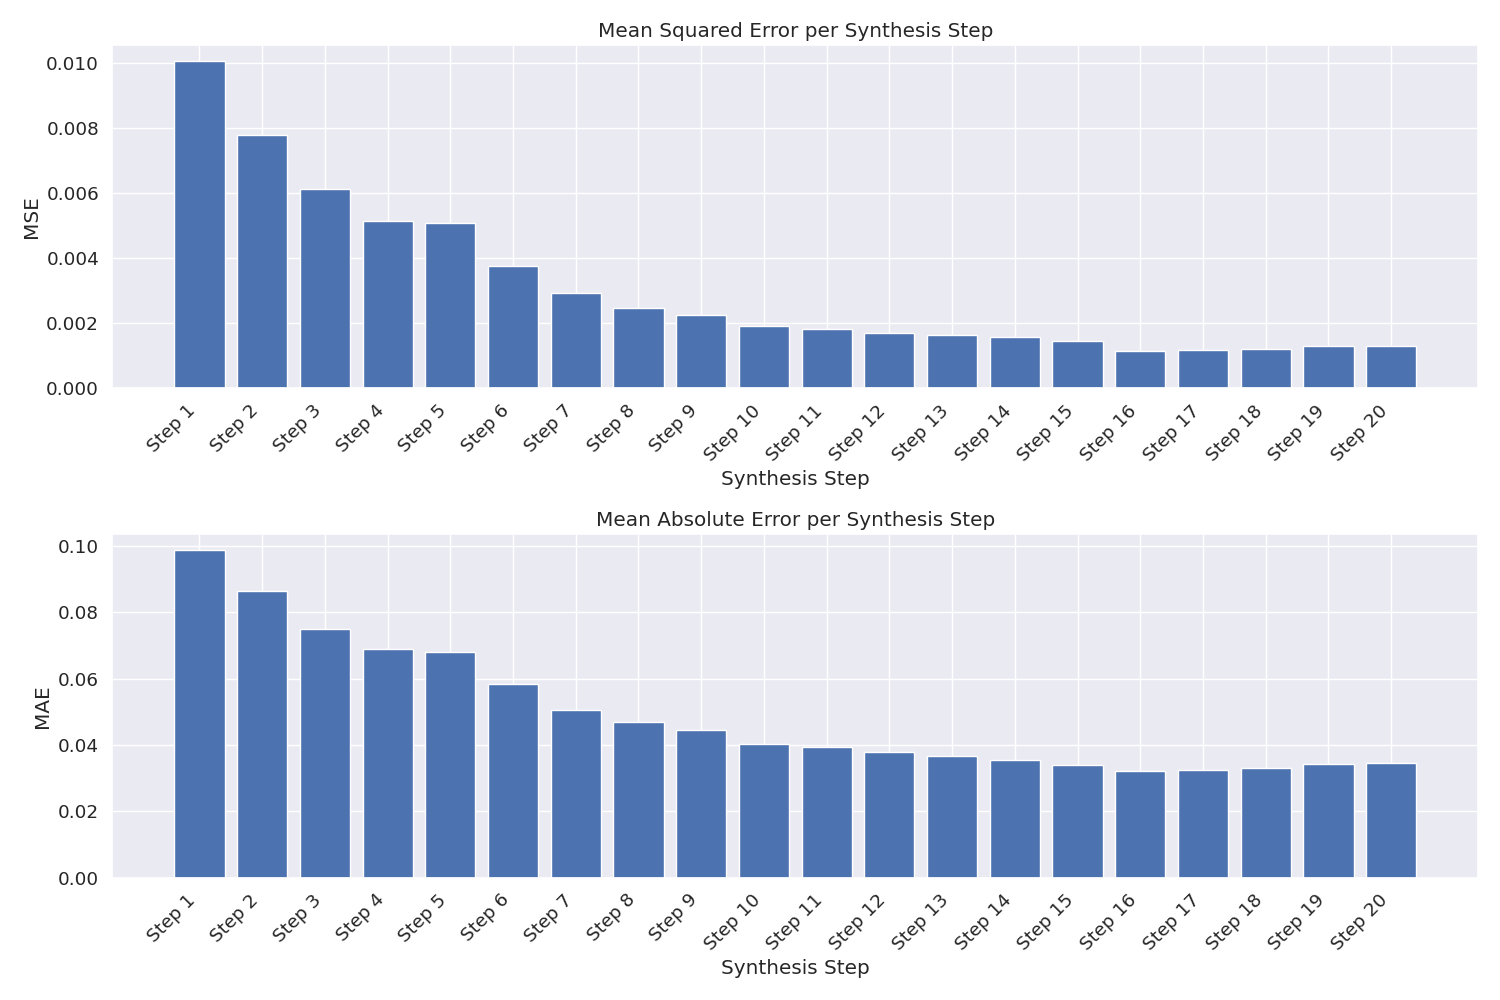 Mean Squared Error per Synthesis Step
MSE
0.010
0.008
0.006
0.004
0.002
0.000
Step 1
Step 2
Step 3
Step 4
Step 5
Step 6
Step 7
Step 8
Step 9
Step 10
Step 11
Step 12
Step 13
Step 14
Step 15
Step 16
Step 17
Step 18
Step 19
Step 20
Synthesis Step
Mean Absolute Error per Synthesis Step
MAE
0.10
0.08
0.06
0.04
0.02
0.00
Step 1
Step 2
Step 3
Step 4
Step 5
Step 6
Step 7
Step 8
Step 9
Step 10
Step 11
Step 12
Step 13
Step 14
Step 15
Step 16
Step 17
Step 18
Step 19
Step 20
Synthesis Step